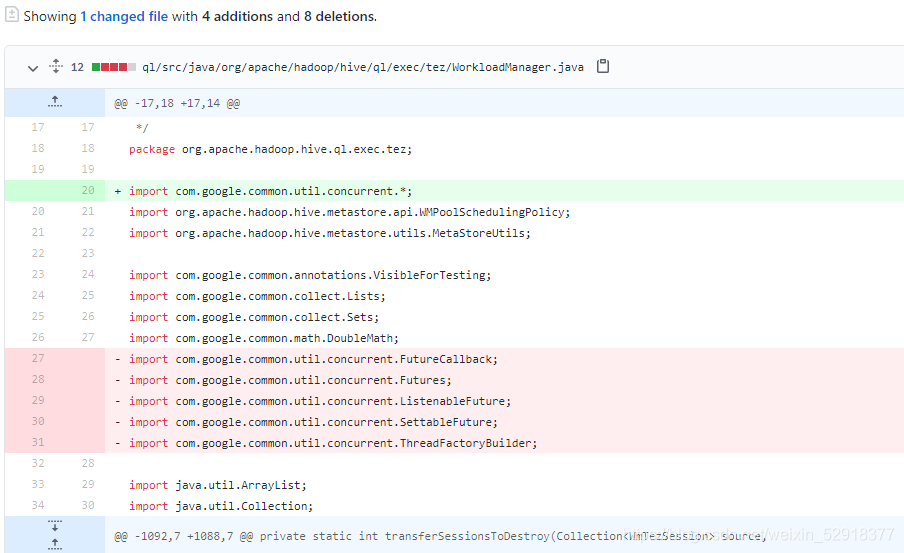 Showing 1 changed file with 4 additions and 8 deletions.
12 ql/src/java/org/apache/hadoop/hive/ql/exec/tez/WorkloadManager.java
@@ -17,18 +17,14 @@
17 17 */
18 18 package org.apache.hadoop.hive.ql.exec.tez;
19 19
20 + import com.google.common.util.concurrent.*;
20 21 import org.apache.hadoop.hive.metastore.api.WMPoolSchedulingPolicy;
21 22 import org.apache.hadoop.hive.metastore.utils.MetaStoreUtils;
22 23
23 24 import com.google.common.annotations.VisibleForTesting;
24 25 import com.google.common.collect.Lists;
25 26 import com.google.common.collect.Sets;
26 27 import com.google.common.math.DoubleMath;
27 - import com.google.common.util.concurrent.FutureCallback;
28 - import com.google.common.util.concurrent.Futures;
29 - import com.google.common.util.concurrent.ListenableFuture;
30 - import com.google.common.util.concurrent.SettableFuture;
31 - import com.google.common.util.concurrent.ThreadFactoryBuilder;
32 28
33 29 import java.util.ArrayList;
34 30 import java.util.Collection;
@@ -1092,7 +1088,7 @@ private static int transferSessionsToDestroy(Collection<WmTezSession> source,